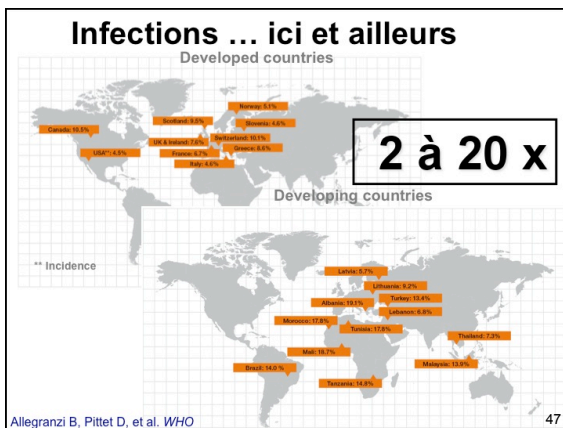 Infections … ici et ailleurs
Developed countries
Norway: 5.1%
Scotland: 9.5%
Slovenia: 4.6%
Canada: 10.5%
UK & Ireland: 7.6%
Switzerland: 10.1%
USA**: 4.5%
France: 6.7%
Greece: 8.6%
Italy: 4.6%
2 à 20 x
Developing countries
** Incidence
Latvia: 5.7%
Lithuania: 9.2%
Albania: 19.1%
Turkey: 13.4%
Lebanon: 6.8%
Morocco: 17.8%
Tunisia: 17.8%
Thailand: 7.3%
Mali: 18.7%
Brazil: 14.0 %
Malaysia: 13.9%
Tanzania: 14.8%
Allegranzi B, Pittet D, et al. WHO
47